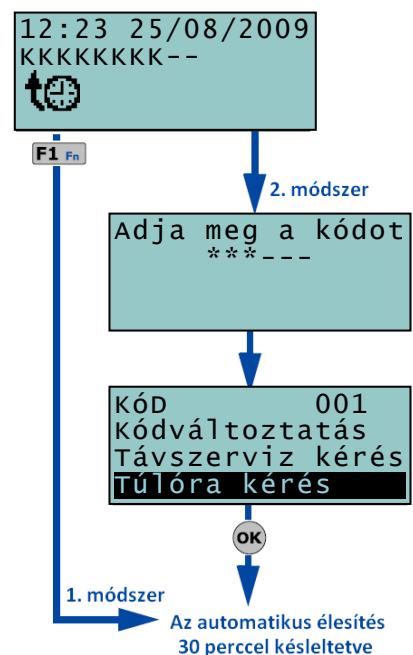 12:23 25/08/2009
KKKKKKKK--
F1 Fn
2. módszer
Adja meg a kódot
***---
KÓD 001
Kódváltoztatás
Távszerviz kérés
Túlóra kérés
OK
1. módszer
Az automatikus élesítés
30 perccel késleltetve